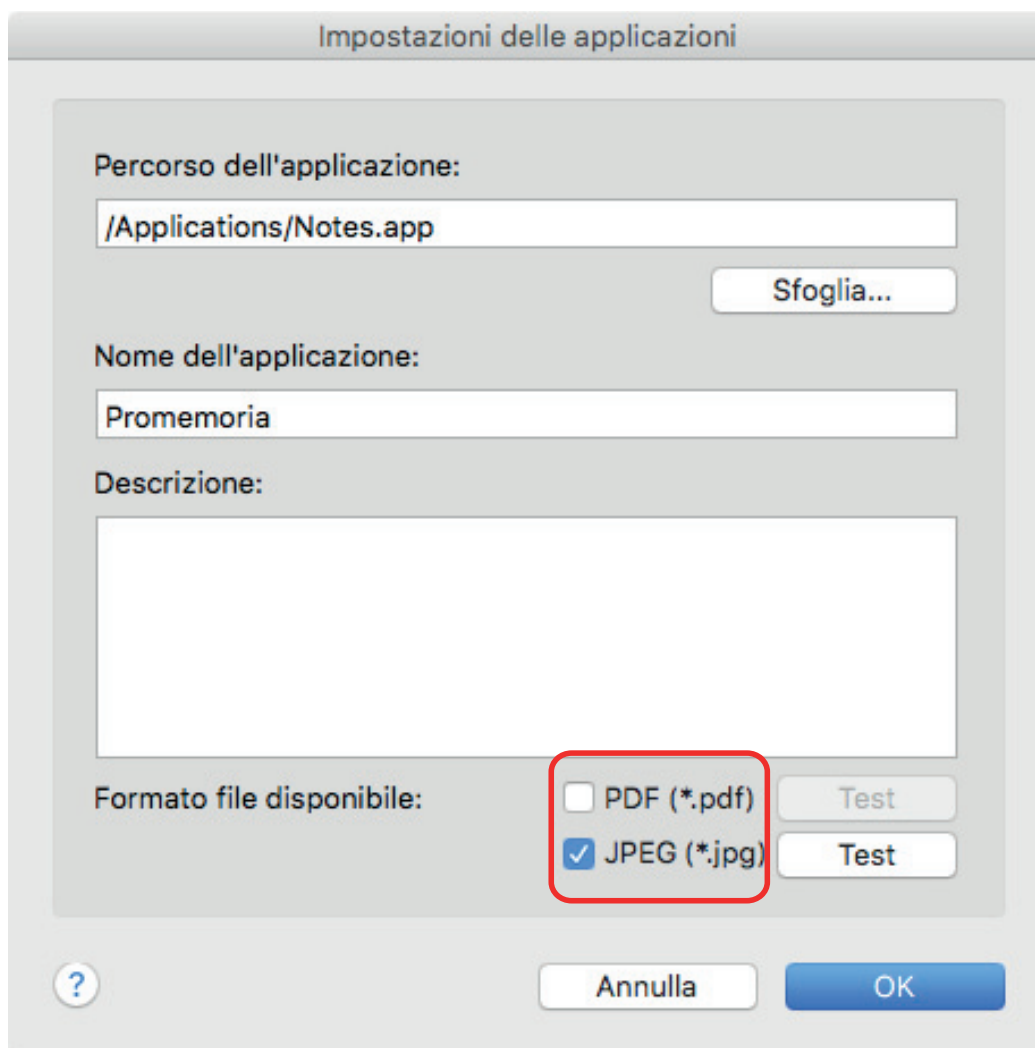 Impostazioni delle applicazioni
Percorso dell'applicazione:
/Applications/Notes.app
Sfoglia...
Nome dell'applicazione:
Promemoria
Descrizione:
Formato file disponibile:
PDF (*.pdf)
Test
JPEG (*.jpg)
Test
?
Annulla
OK